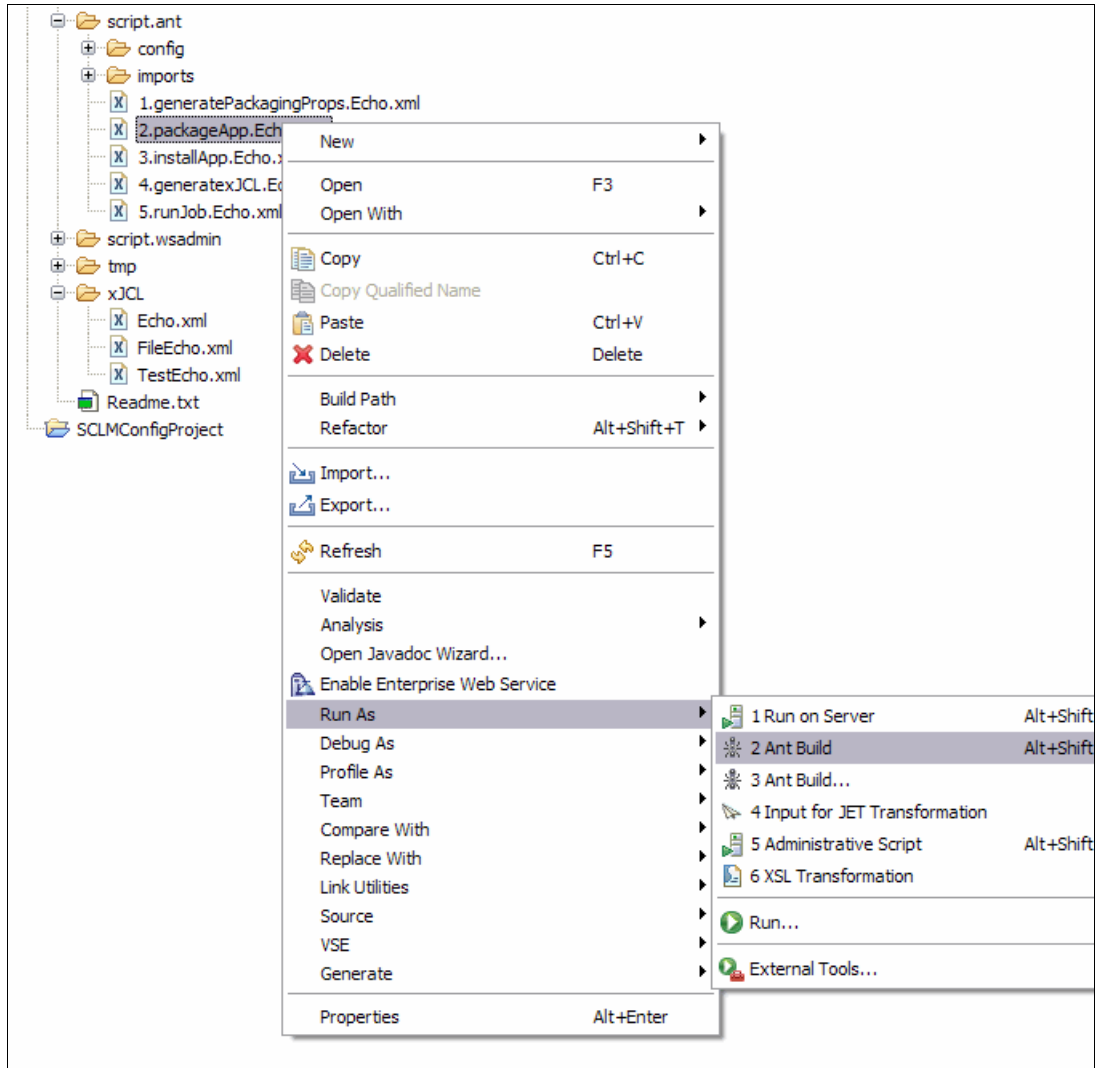 script.ant
config
imports
1.generatePackagingProps.Echo.xml
2.packageApp.Ech
3.installApp.Echo.x
4.generatexJCL.Ec
5.runJob.Echo.xml
script.wsadmin
tmp
xJCL
Echo.xml
FileEcho.xml
TestEcho.xml
Readme.txt
SCLMConfigProject
New
Open F3
Open With
Copy Ctrl+C
Copy Qualified Name
Paste Ctrl+V
Delete Delete
Build Path
Refactor Alt+Shift+T
Import...
Export...
Refresh F5
Validate
Analysis
Open Javadoc Wizard...
Enable Enterprise Web Service
Run As
Debug As
Profile As
Team
Compare With
Replace With
Link Utilities
Source
VSE
Generate
Properties Alt+Enter
1 Run on Server Alt+Shift
2 Ant Build Alt+Shift
3 Ant Build...
4 Input for JET Transformation
5 Administrative Script Alt+Shift
6 XSL Transformation
Run...
External Tools...